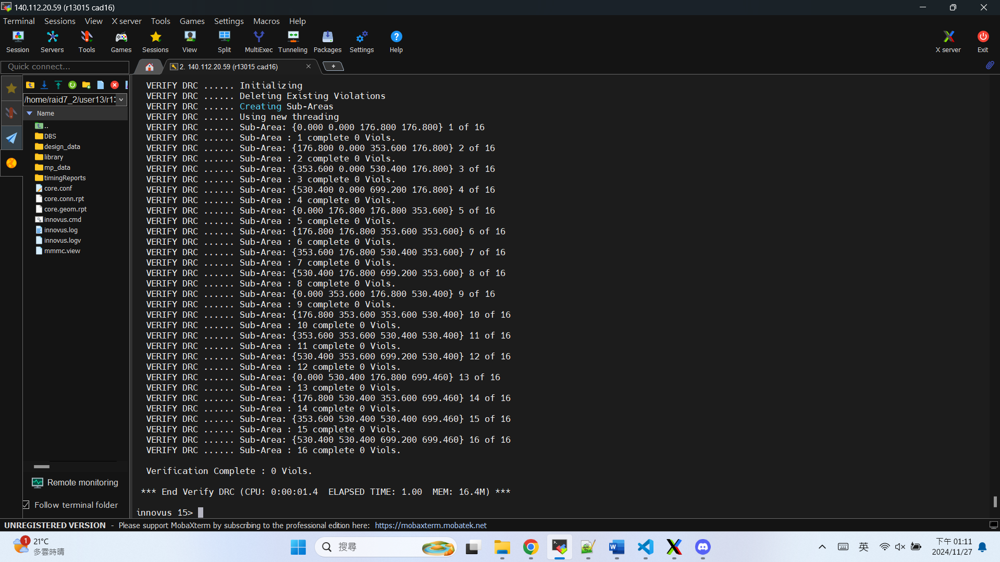 140.112.20.59 (r13015 cad16)
Terminal Sessions View X server Tools Games Settings Macros Help
Session Servers Tools Games Sessions View Split MultiExec Tunneling Packages Settings Help X server Exit
Quick connect...
2. 140.112.20.59 (r13015 cad16)
/home/raid7_2/user13/r1
Name
..
DBS
design_data
library
mp_data
timingReports
core.conf
core.conn.rpt
core.geom.rpt
innovus.cmd
innovus.log
innovus.logv
mmmc.view
Remote monitoring
Follow terminal folder
VERIFY DRC ...... Initializing
VERIFY DRC ...... Deleting Existing Violations
VERIFY DRC ...... Creating Sub-Areas
VERIFY DRC ...... Using new threading
VERIFY DRC ...... Sub-Area: {0.000 0.000 176.800 176.800} 1 of 16
VERIFY DRC ...... Sub-Area : 1 complete 0 Viols.
VERIFY DRC ...... Sub-Area: {176.800 0.000 353.600 176.800} 2 of 16
VERIFY DRC ...... Sub-Area : 2 complete 0 Viols.
VERIFY DRC ...... Sub-Area: {353.600 0.000 530.400 176.800} 3 of 16
VERIFY DRC ...... Sub-Area : 3 complete 0 Viols.
VERIFY DRC ...... Sub-Area: {530.400 0.000 699.200 176.800} 4 of 16
VERIFY DRC ...... Sub-Area : 4 complete 0 Viols.
VERIFY DRC ...... Sub-Area: {0.000 176.800 176.800 353.600} 5 of 16
VERIFY DRC ...... Sub-Area : 5 complete 0 Viols.
VERIFY DRC ...... Sub-Area: {176.800 176.800 353.600 353.600} 6 of 16
VERIFY DRC ...... Sub-Area : 6 complete 0 Viols.
VERIFY DRC ...... Sub-Area: {353.600 176.800 530.400 353.600} 7 of 16
VERIFY DRC ...... Sub-Area : 7 complete 0 Viols.
VERIFY DRC ...... Sub-Area: {530.400 176.800 699.200 353.600} 8 of 16
VERIFY DRC ...... Sub-Area : 8 complete 0 Viols.
VERIFY DRC ...... Sub-Area: {0.000 353.600 176.800 530.400} 9 of 16
VERIFY DRC ...... Sub-Area : 9 complete 0 Viols.
VERIFY DRC ...... Sub-Area: {176.800 353.600 353.600 530.400} 10 of 16
VERIFY DRC ...... Sub-Area : 10 complete 0 Viols.
VERIFY DRC ...... Sub-Area: {353.600 353.600 530.400 530.400} 11 of 16
VERIFY DRC ...... Sub-Area : 11 complete 0 Viols.
VERIFY DRC ...... Sub-Area: {530.400 353.600 699.200 530.400} 12 of 16
VERIFY DRC ...... Sub-Area : 12 complete 0 Viols.
VERIFY DRC ...... Sub-Area: {0.000 530.400 176.800 699.460} 13 of 16
VERIFY DRC ...... Sub-Area : 13 complete 0 Viols.
VERIFY DRC ...... Sub-Area: {176.800 530.400 353.600 699.460} 14 of 16
VERIFY DRC ...... Sub-Area : 14 complete 0 Viols.
VERIFY DRC ...... Sub-Area: {353.600 530.400 530.400 699.460} 15 of 16
VERIFY DRC ...... Sub-Area : 15 complete 0 Viols.
VERIFY DRC ...... Sub-Area: {530.400 530.400 699.200 699.460} 16 of 16
VERIFY DRC ...... Sub-Area : 16 complete 0 Viols.
Verification Complete : 0 Viols.
*** End Verify DRC (CPU: 0:00:01.4 ELAPSED TIME: 1.00 MEM: 16.4M) ***
innovus 15>
UNREGISTERED VERSION - Please support MobaXterm by subscribing to the professional edition here: https://mobaxterm.mobatek.net
1
21°C
多雲時晴
搜尋
英
下午 01:11
2024/11/27